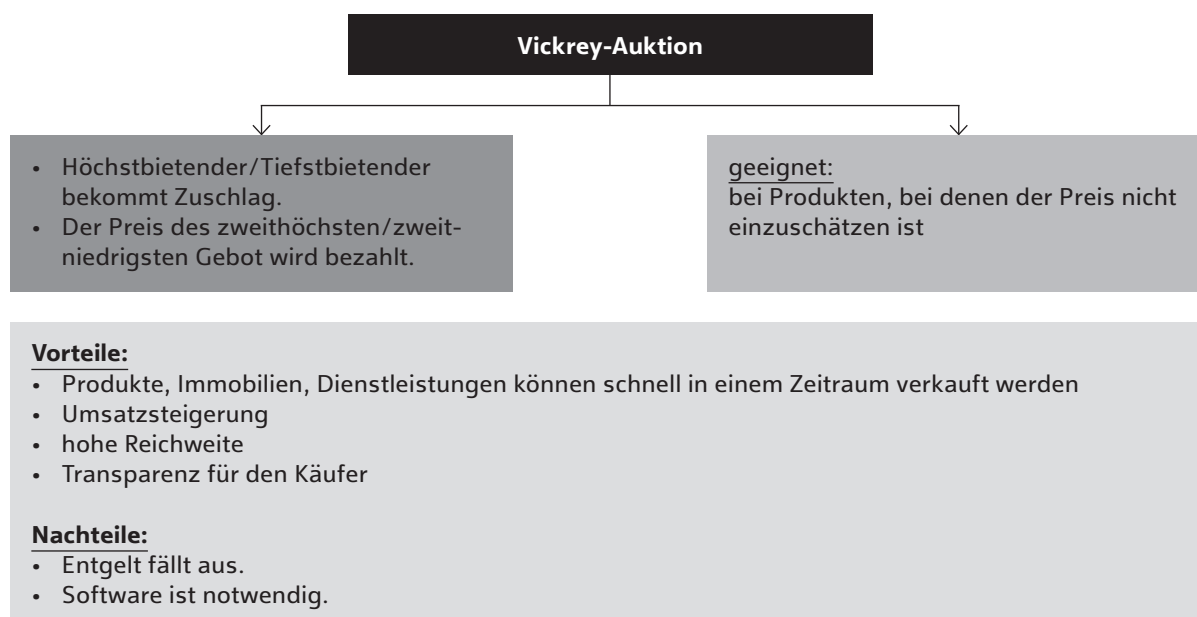 Vickrey-Auktion
• Höchstbietender/Tiefstbietender
bekommt Zuschlag.
• Der Preis des zweithöchsten/zweit-
niedrigsten Gebot wird bezahlt.
geeignet:
bei Produkten, bei denen der Preis nicht
einzuschätzen ist
Vorteile:
• Produkte, Immobilien, Dienstleistungen können schnell in einem Zeitraum verkauft werden
• Umsatzsteigerung
• hohe Reichweite
• Transparenz für den Käufer
Nachteile:
• Entgelt fällt aus.
• Software ist notwendig.